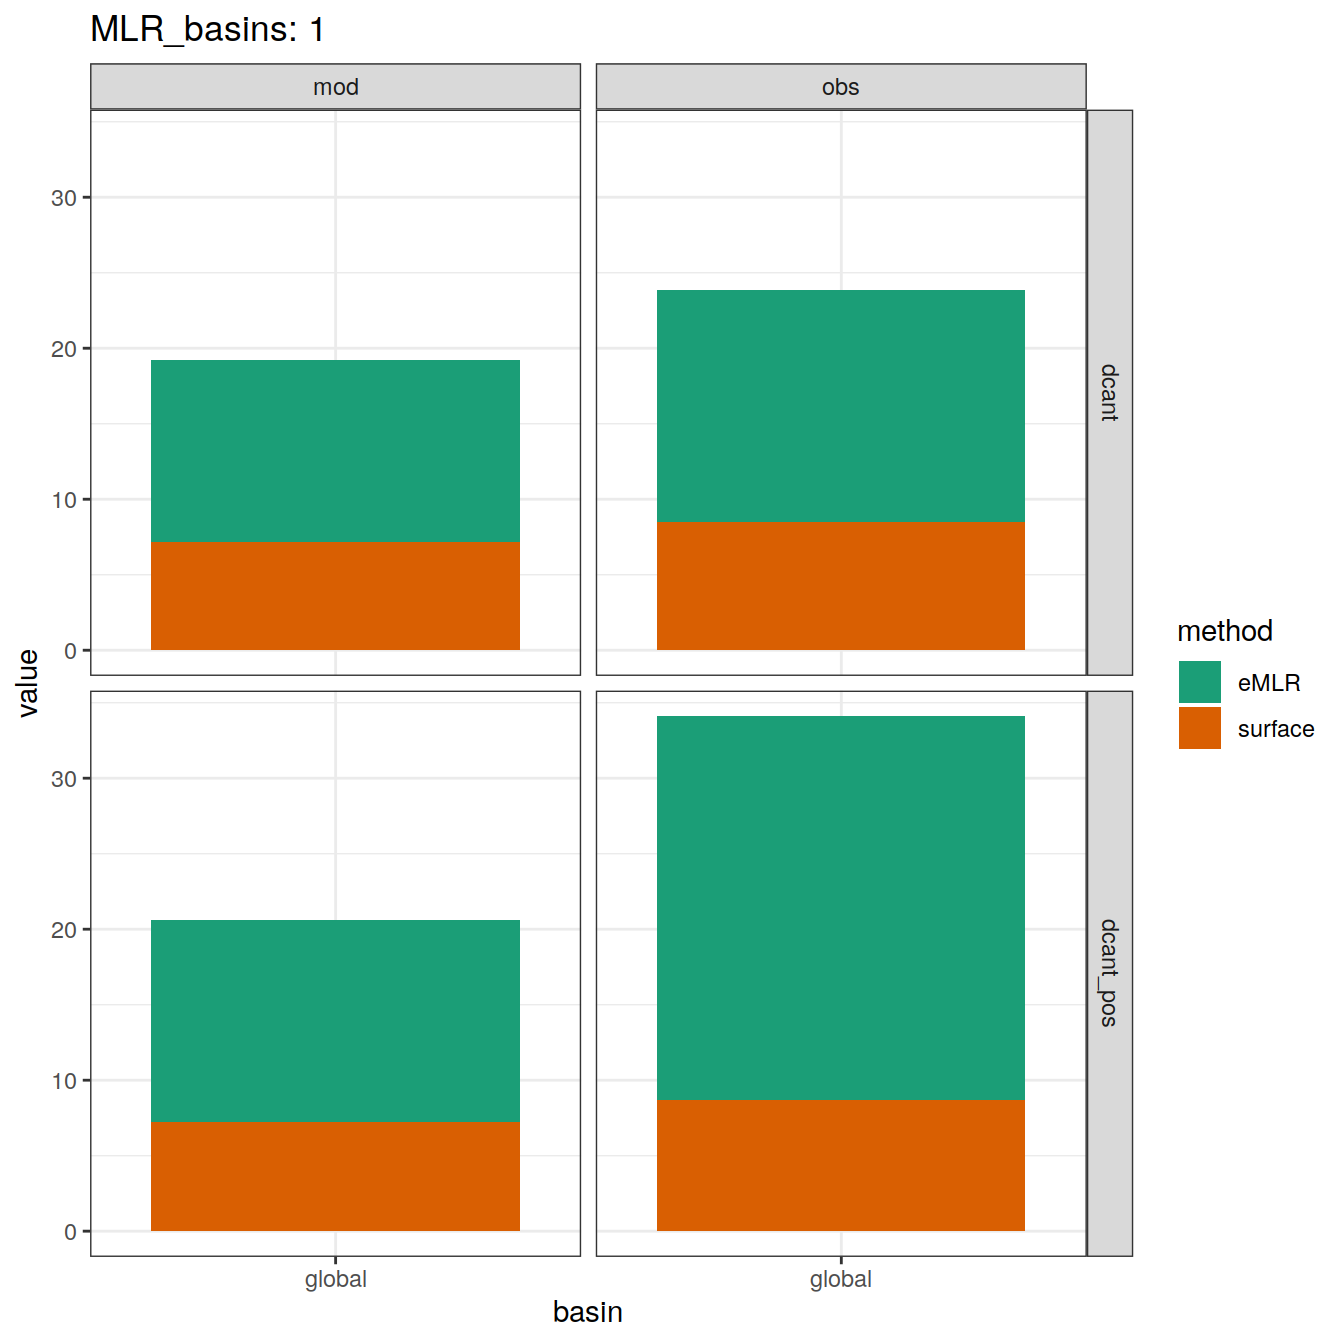 MLR_basins: 1
mod
obs
30
20
10
0
dcant
30
20
10
0
dcant_pos
value
global
global
basin
method
eMLR
surface